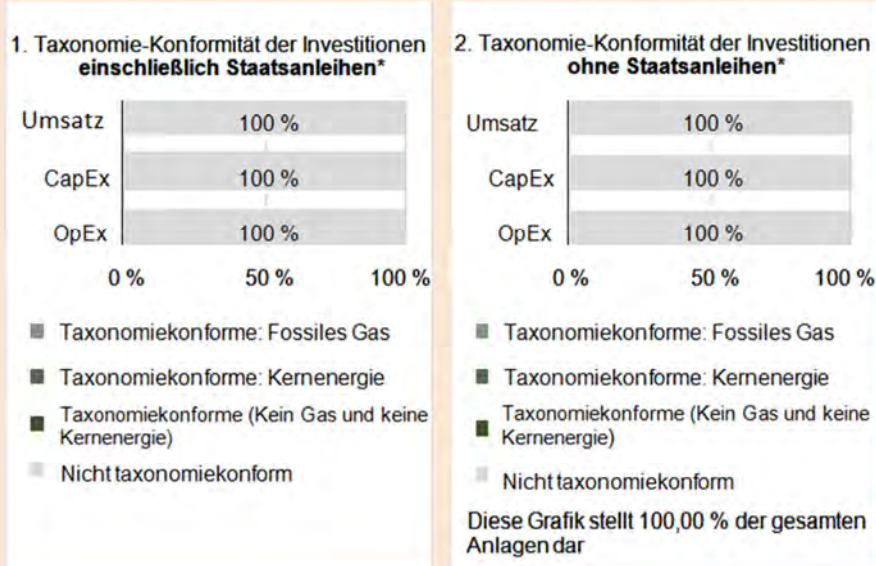 1. Taxonomie-Konformität der Investitionen
einschließlich Staatsanleihen*
Umsatz 100 %
CapEx 100 %
OpEx 100 %
0 % 50 % 100 %
Taxonomiekonforme: Fossiles Gas
Taxonomiekonforme: Kernenergie
Taxonomiekonforme (Kein Gas und keine
Kernenergie)
Nicht taxonomiekonform
2. Taxonomie-Konformität der Investitionen
ohne Staatsanleihen*
Umsatz 100 %
CapEx 100 %
OpEx 100 %
0 % 50 % 100 %
Taxonomiekonforme: Fossiles Gas
Taxonomiekonforme: Kernenergie
Taxonomiekonforme (Kein Gas und keine
Kernenergie)
Nicht taxonomiekonform
Diese Grafik stellt 100,00 % der gesamten
Anlagen dar